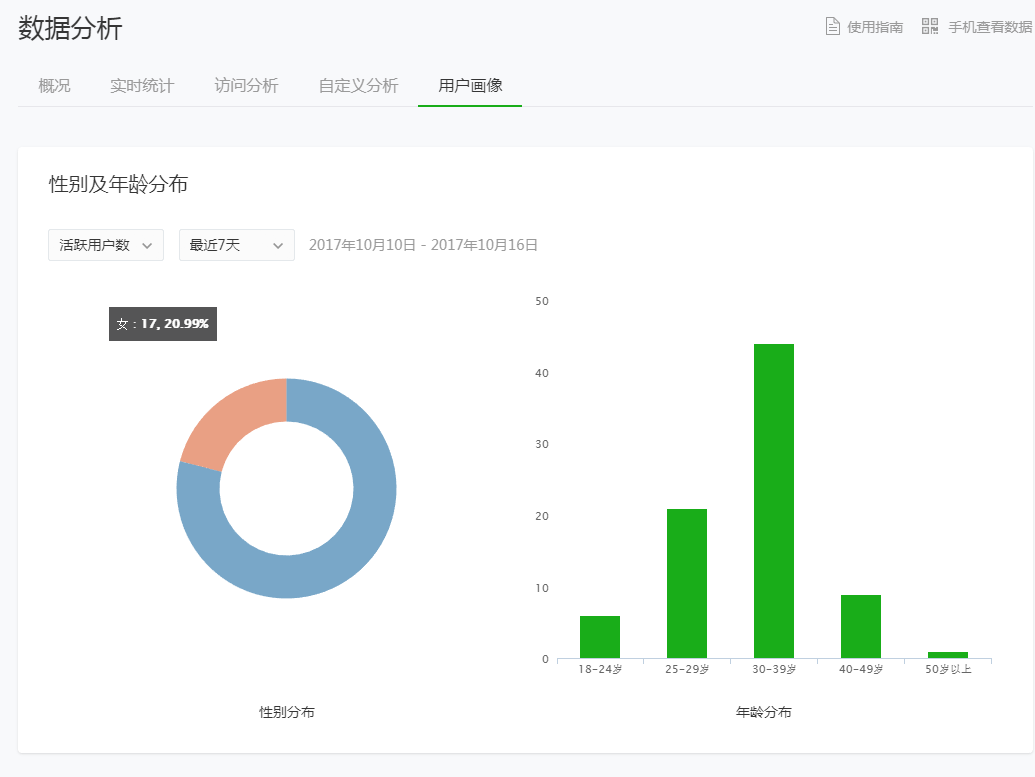 数据分析
使用指南 手机查看数据
概况 实时统计 访问分析 自定义分析 用户画像
性别及年龄分布
活跃用户数 最近7天 2017年10月10日 - 2017年10月16日
女 : 17, 20.99%
50
40
30
20
10
0
18-24岁 25-29岁 30-39岁 40-49岁 50岁以上
性别分布 年龄分布